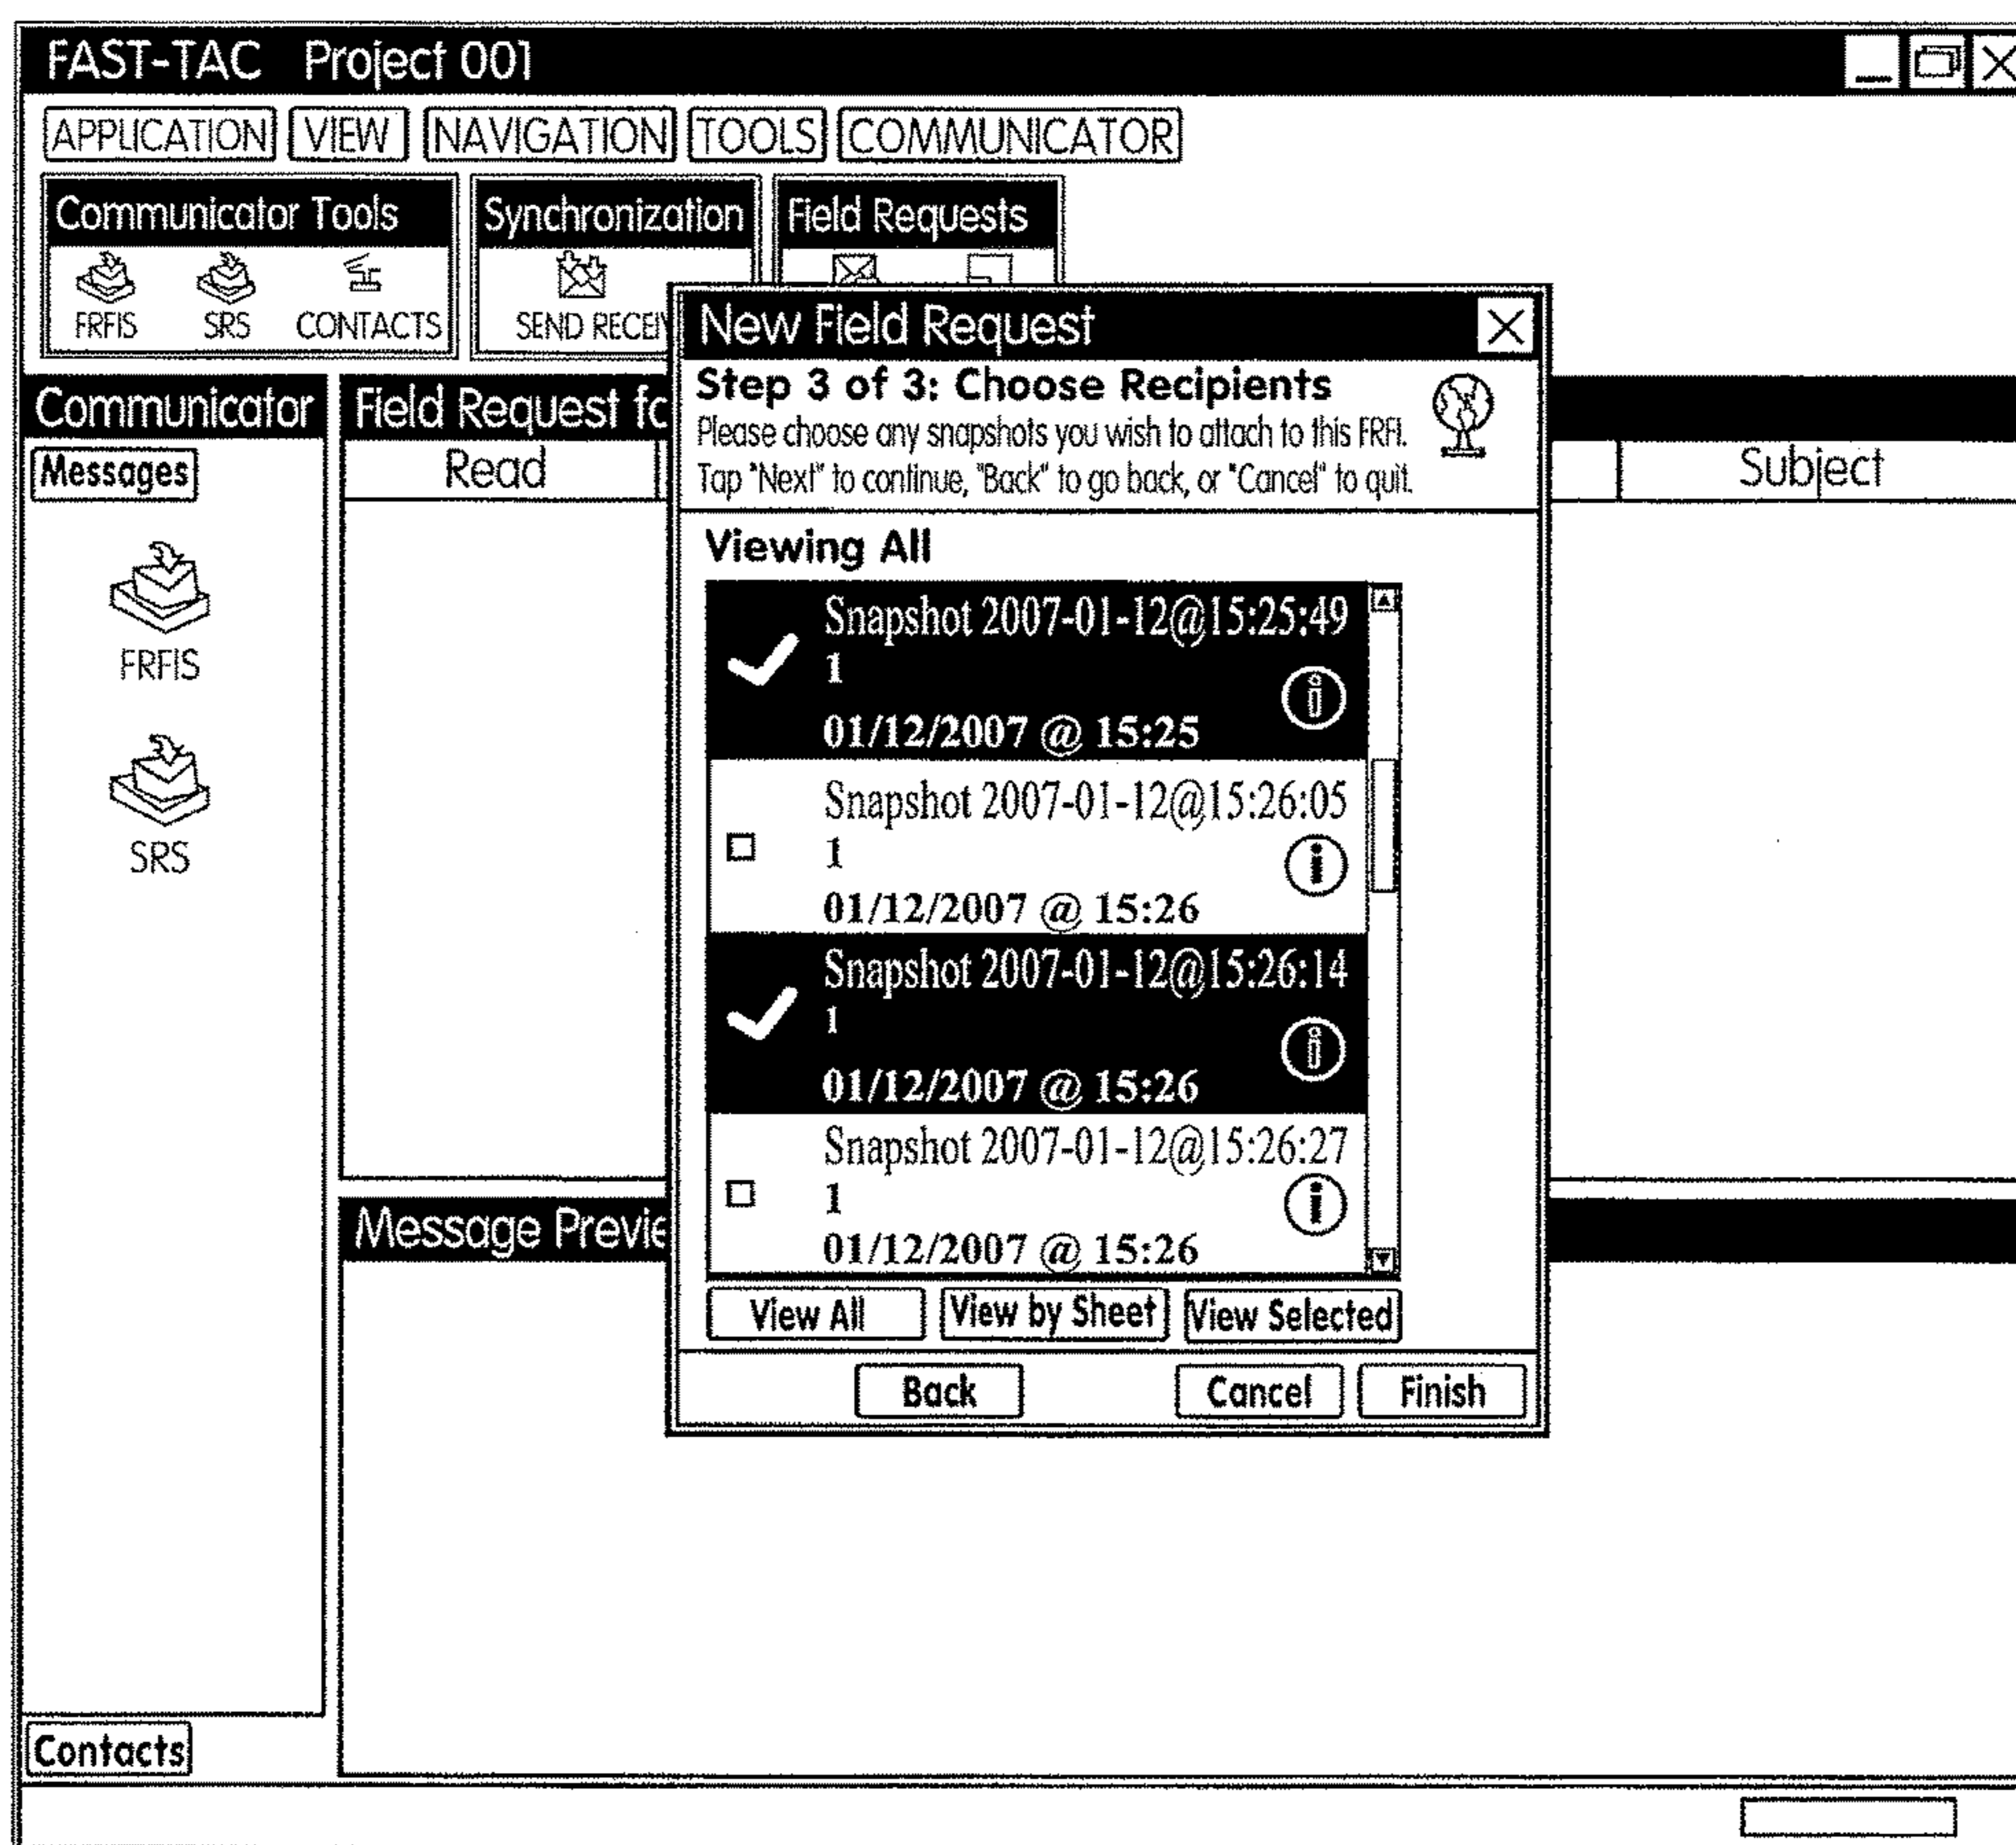 FAST-TAC Project 001
APPLICATION VIEW NAVIGATION TOOLS COMMUNICATOR
Communicator Tools Synchronization Field Requests
FRFIS SRS CONTACTS SEND RECEIV
Communicator
Messages
FRFIS
SRS
Contacts
Field Request fo
Read Subject
Message Previe
New Field Request
Step 3 of 3: Choose Recipients
Please choose any snapshots you wish to attach to this FRFI.
Tap "Next" to continue, "Back" to go back, or "Cancel" to quit.
Viewing All
Snapshot 2007-01-12@15:25:49
1
01/12/2007 @ 15:25
Snapshot 2007-01-12@15:26:05
1
01/12/2007 @ 15:26
Snapshot 2007-01-12@15:26:14
1
01/12/2007 @ 15:26
Snapshot 2007-01-12@15:26:27
1
01/12/2007 @ 15:26
View All View by Sheet View Selected
Back Cancel Finish